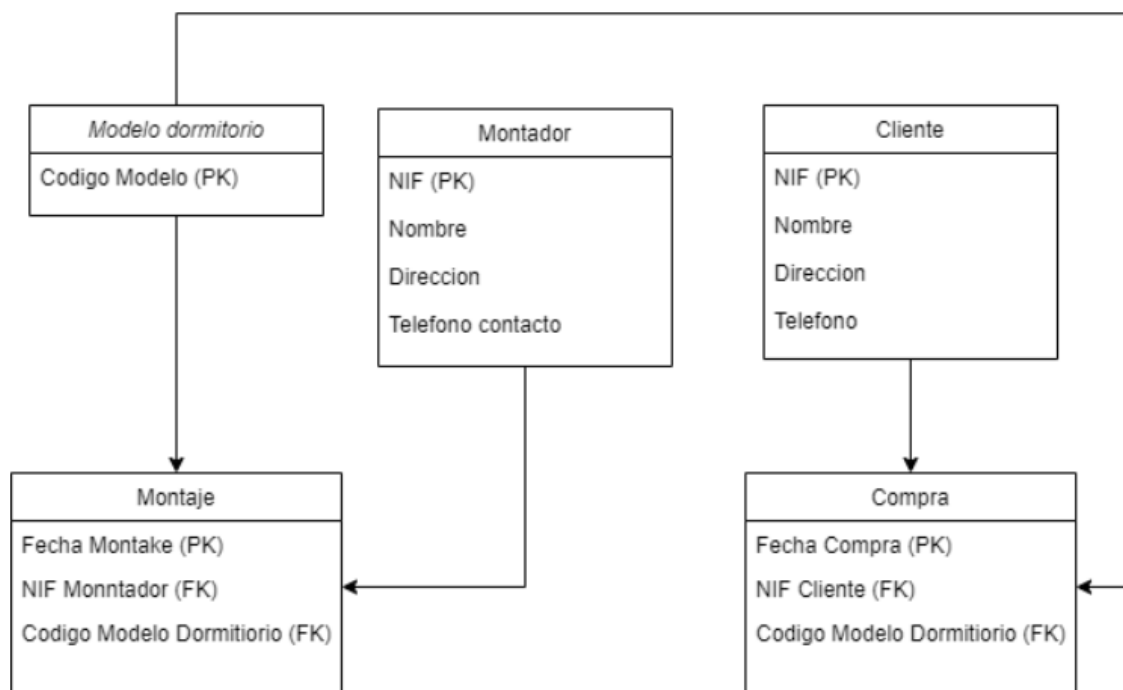 Modelo dormitorio
Codigo Modelo (PK)
Montador
NIF (PK)
Nombre
Direccion
Telefono contacto
Cliente
NIF (PK)
Nombre
Direccion
Telefono
Montaje
Fecha Montake (PK)
NIF Monntador (FK)
Codigo Modelo Dormitiorio (FK)
Compra
Fecha Compra (PK)
NIF Cliente (FK)
Codigo Modelo Dormitiorio (FK)